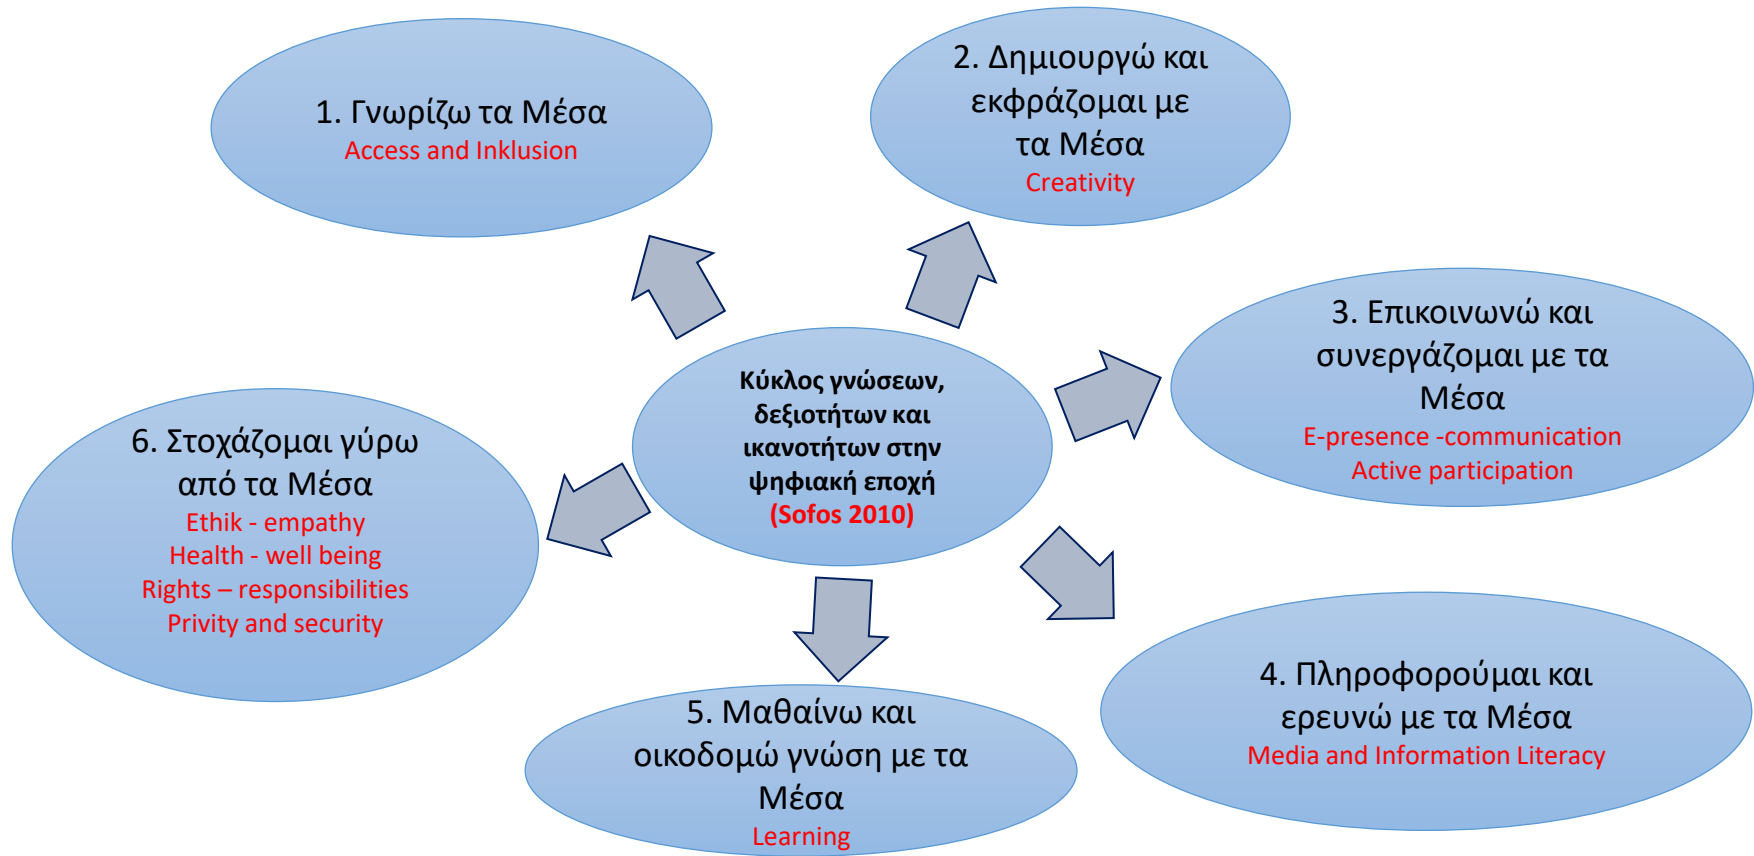 1. Γνωρίζω τα Μέσα
Access and Inklusion
2. Δημιουργώ και
εκφράζομαι με
τα Μέσα
Creativity
3. Επικοινωνώ και
συνεργάζομαι με τα
Μέσα
E-presence -communication
Active participation
4. Πληροφορούμαι και
ερευνώ με τα Μέσα
Media and Information Literacy
5. Μαθαίνω και
οικοδομώ γνώση με τα
Μέσα
Learning
6. Στοχάζομαι γύρω
από τα Μέσα
Ethik - empathy
Health - well being
Rights – responsibilities
Privity and security
Κύκλος γνώσεων,
δεξιοτήτων και
ικανοτήτων στην
ψηφιακή εποχή
(Sofos 2010)